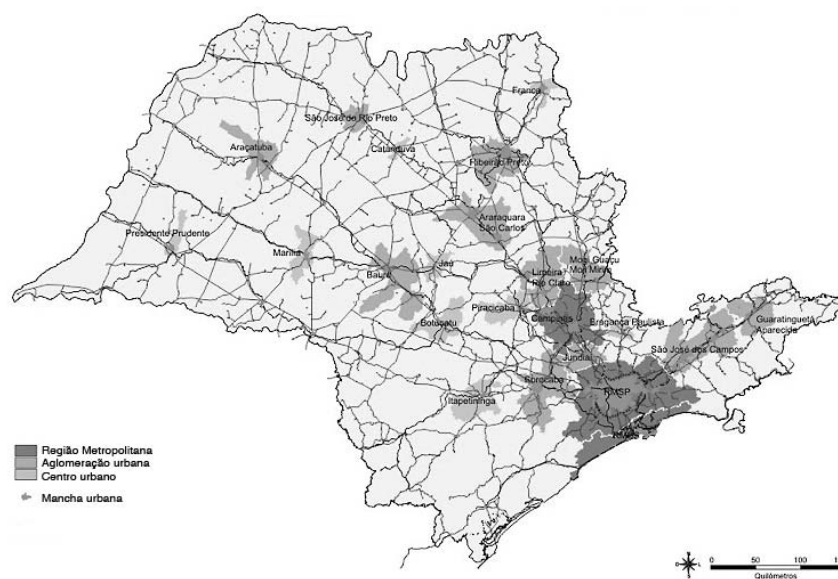 Franca
São José do Rio Preto
Araçatuba
Catanduva
Ribeirão Preto
Araraquara
São Carlos
Presidente Prudente
Marília
Bauru
Jaú
Mogi Guaçu
Mogi Mirim
Limeira
Rio Claro
Piracicaba
Campinas
Bragança Paulista
Guaratinguetá
Aparecida
Botucatu
São José dos Campos
Jundiaí
Sorocaba
Itapetininga
RMSP
Região Metropolitana
Aglomeração urbana
Centro urbano
Mancha urbana
0 50 100
Quilómetros